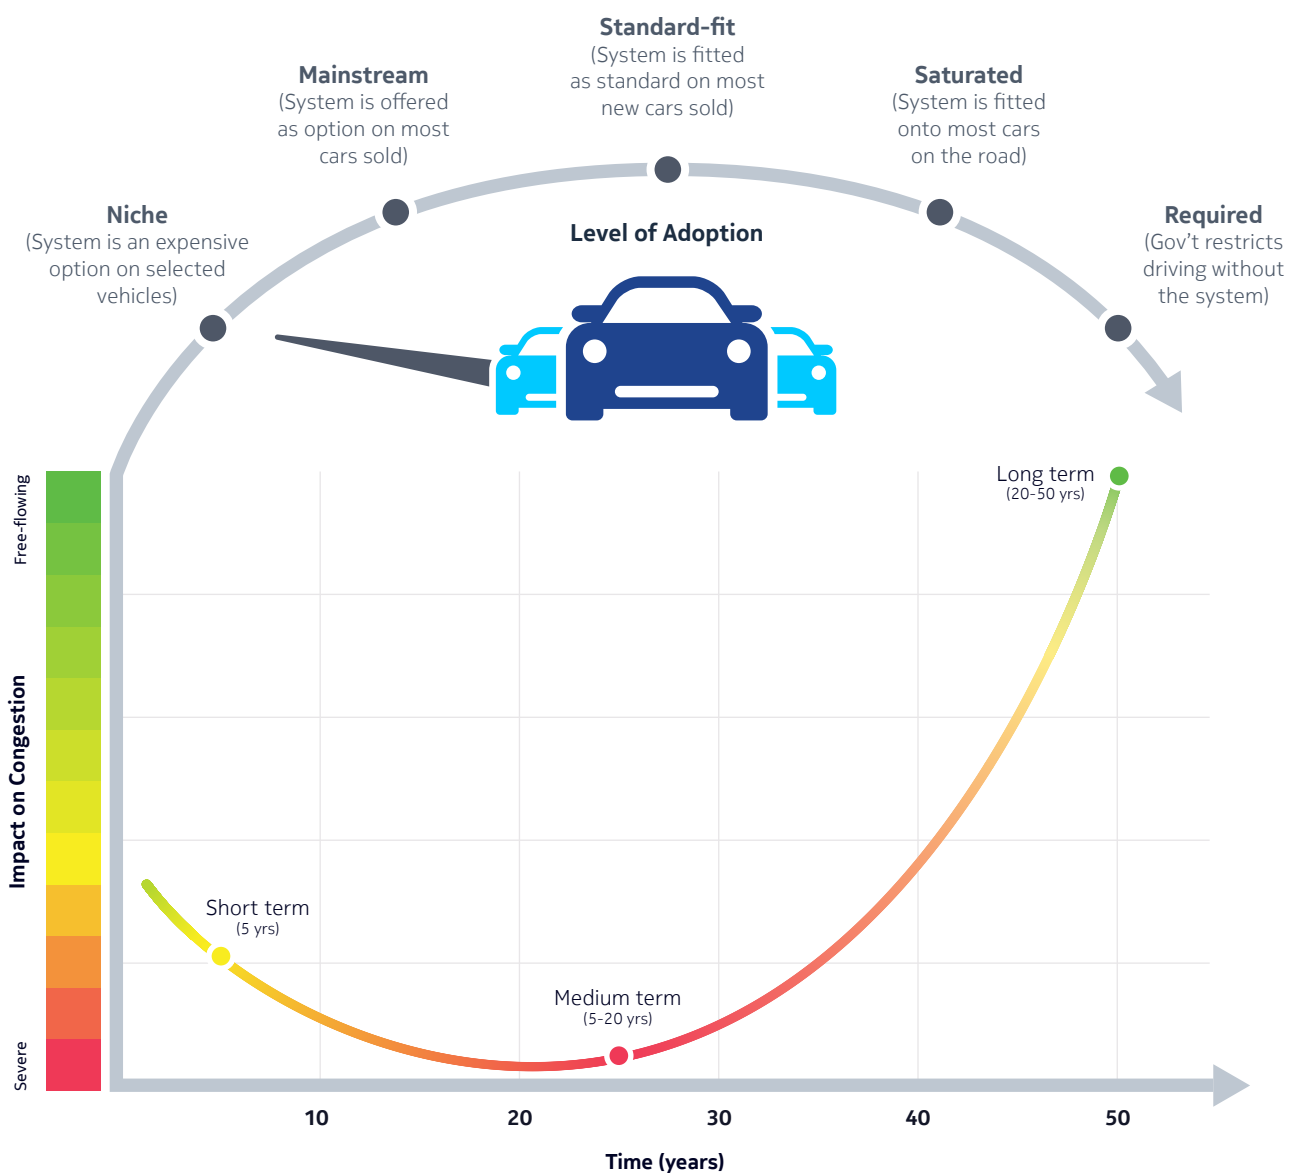 Standard-fit
(System is fitted
as standard on most
new cars sold)
Mainstream
(System is offered
as option on most
cars sold)
Saturated
(System is fitted
onto most cars
on the road)
Niche
(System is an expensive
option on selected
vehicles)
Required
(Gov’t restricts
driving without
the system)
Level of Adoption
Free-flowing
Impact on Congestion
Severe
Long term
(20-50 yrs)
Short term
(5 yrs)
Medium term
(5-20 yrs)
10 20 30 40 50
Time (years)